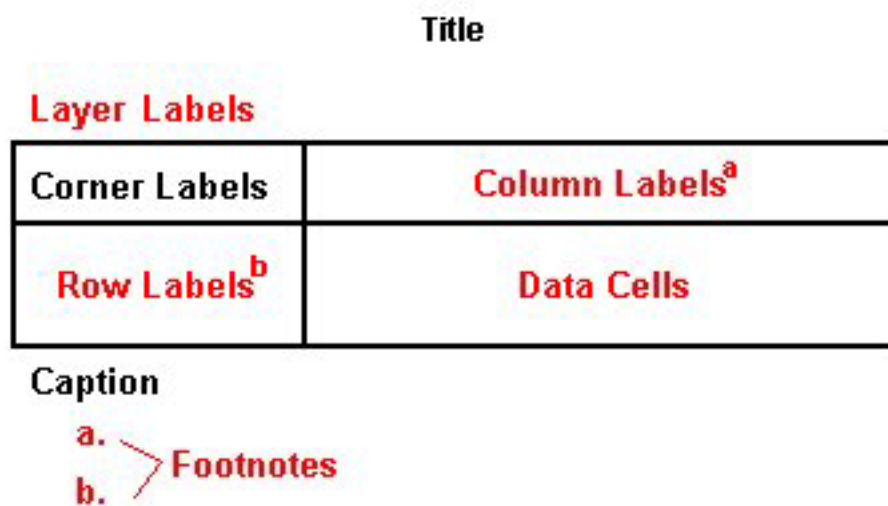 Title
Layer Labels
Corner Labels Column Labelsᵃ
Row Labelsᵇ Data Cells
Caption
a.
Footnotes
b.